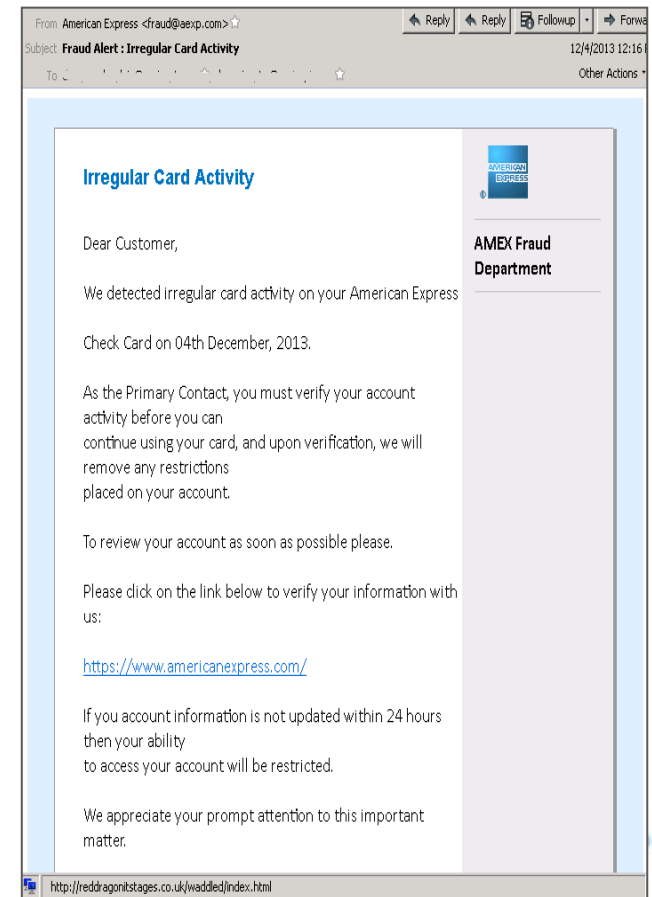 From American Express <fraud@aexp.com> Reply Reply Followup Forwa
Subject Fraud Alert : Irregular Card Activity 12/4/2013 12:16
To Other Actions
Irregular Card Activity
AMERICAN
EXPRESS
®
Dear Customer,
AMEX Fraud
Department
We detected irregular card activity on your American Express
Check Card on 04th December, 2013.
As the Primary Contact, you must verify your account
activity before you can
continue using your card, and upon verification, we will
remove any restrictions
placed on your account.
To review your account as soon as possible please.
Please click on the link below to verify your information with
us:
https://www.americanexpress.com/
If you account information is not updated within 24 hours
then your ability
to access your account will be restricted.
We appreciate your prompt attention to this important
matter.
http://reddragonitstages.co.uk/waddled/index.html